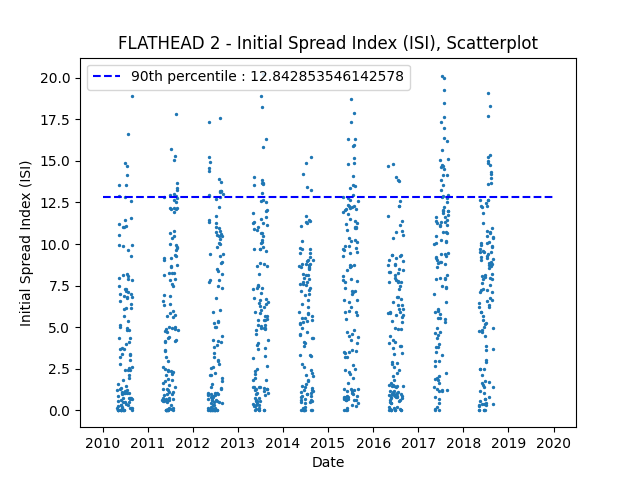 FLATHEAD 2 - Initial Spread Index (ISI), Scatterplot
90th percentile : 12.842853546142578
Initial Spread Index (ISI)
20.0
17.5
15.0
12.5
10.0
7.5
5.0
2.5
0.0
2010 2011 2012 2013 2014 2015 2016 2017 2018 2019 2020
Date